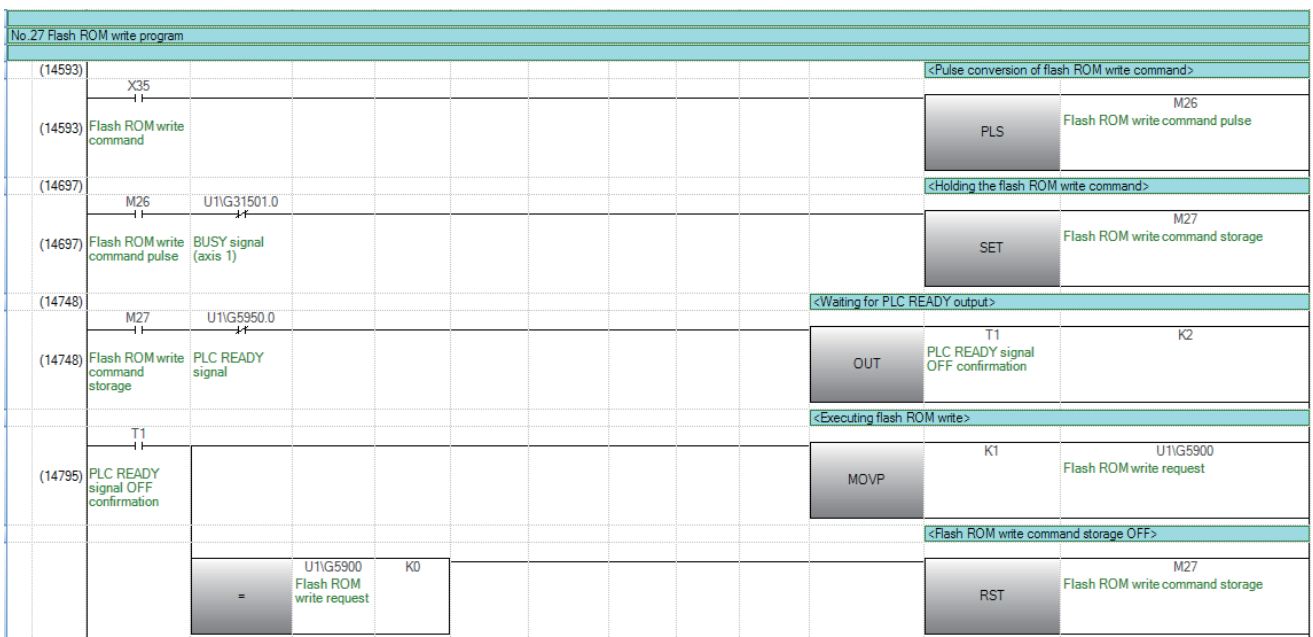 No.27 Flash ROM write program
(14593)
<Pulse conversion of flash ROM write command>
X35
M26
(14593)
Flash ROM write
command
PLS
Flash ROM write command pulse
(14697)
<Holding the flash ROM write command>
M26
U1\G31501.0
M27
(14697)
Flash ROM write
command pulse
BUSY signal
(axis 1)
SET
Flash ROM write command storage
(14748)
<Waiting for PLC READY output>
M27
U1\G5950.0
T1
K2
(14748)
Flash ROM write
command
storage
PLC READY
signal
OUT
PLC READY signal
OFF confirmation
<Executing flash ROM write>
T1
K1
U1\G5900
(14795)
PLC READY
signal OFF
confirmation
MOVP
Flash ROM write request
<Flash ROM write command storage OFF>
=
U1\G5900
Flash ROM
write request
K0
RST
M27
Flash ROM write command storage